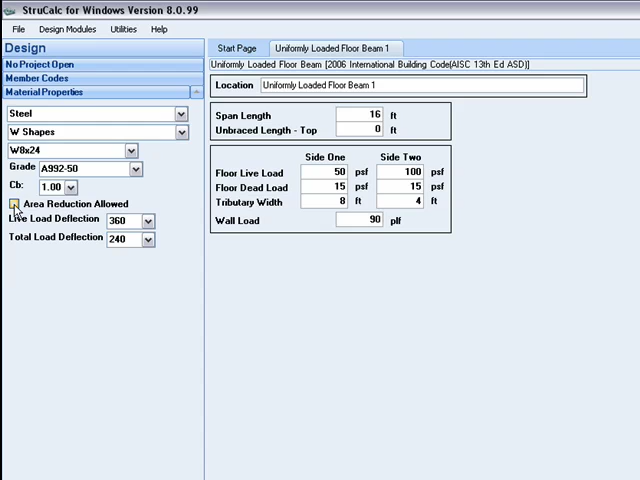 StruCalc for Windows Version 8.0.99
File Design Modules Utilities Help
Design
Start Page Uniformly Loaded Floor Beam 1
No Project Open
Uniformly Loaded Floor Beam [2006 International Building Code(AISC 13th Ed ASD)]
Member Codes
Material Properties
Location Uniformly Loaded Floor Beam 1
Steel
W Shapes
W8x24
Grade A992-50
Cb: 1.00
Area Reduction Allowed
Live Load Deflection 360
Total Load Deflection 240
Span Length 16 ft
Unbraced Length - Top 0 ft
Side One Side Two
Floor Live Load 50 psf 100 psf
Floor Dead Load 15 psf 15 psf
Tributary Width 8 ft 4 ft
Wall Load 90 plf